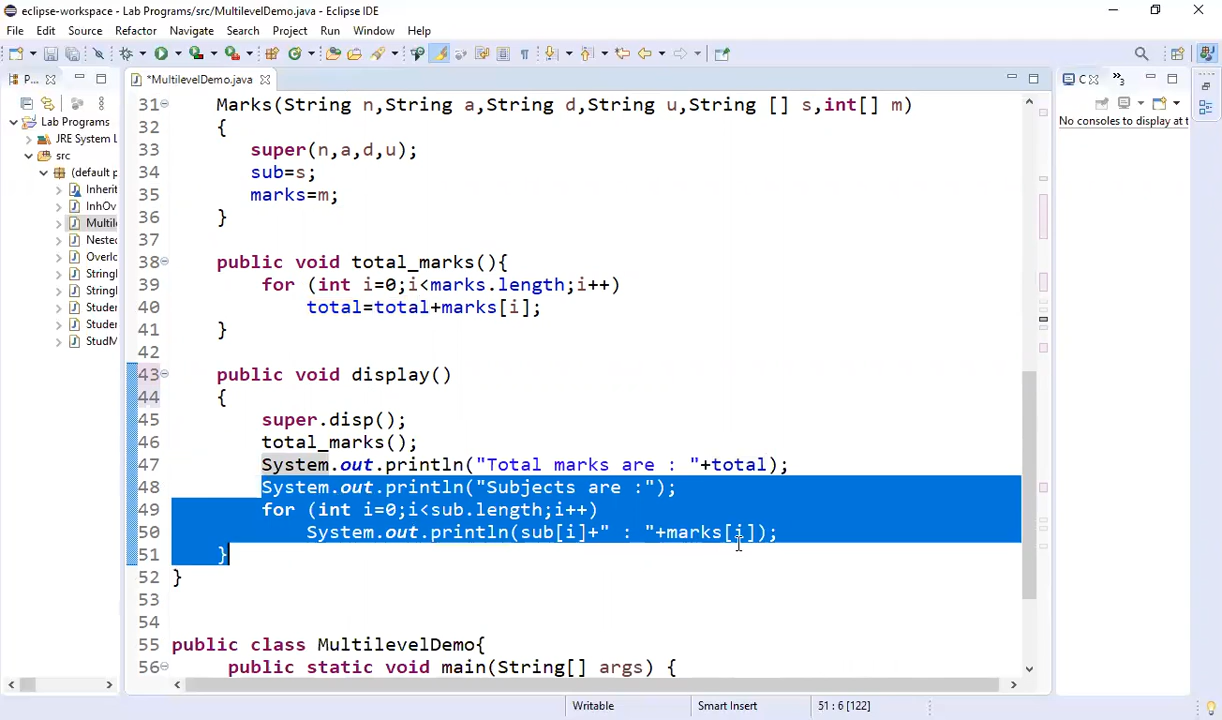 eclipse-workspace - Lab Programs/src/MultilevelDemo.java - Eclipse IDE
File Edit Source Refactor Navigate Search Project Run Window Help
P... *MultilevelDemo.java C »3
Lab Programs
JRE System L
src
(default p
Inherit
InhOv
Multile
Nested
Overlo
StringI
StringI
Studer
Studer
StudM
31 Marks(String n,String a,String d,String u,String [] s,int[] m)
32 {
33 super(n,a,d,u);
34 sub=s;
35 marks=m;
36 }
37
38 public void total_marks(){
39 for (int i=0;i<marks.length;i++)
40 total=total+marks[i];
41 }
42
43 public void display()
44 {
45 super.disp();
46 total_marks();
47 System.out.println("Total marks are : "+total);
48 System.out.println("Subjects are :");
49 for (int i=0;i<sub.length;i++)
50 System.out.println(sub[i]+" : "+marks[i]);
51 }
52 }
53
54
55 public class MultilevelDemo{
56 public static void main(String[] args) {
No consoles to display at t
Writable Smart Insert 51 : 6 [122]